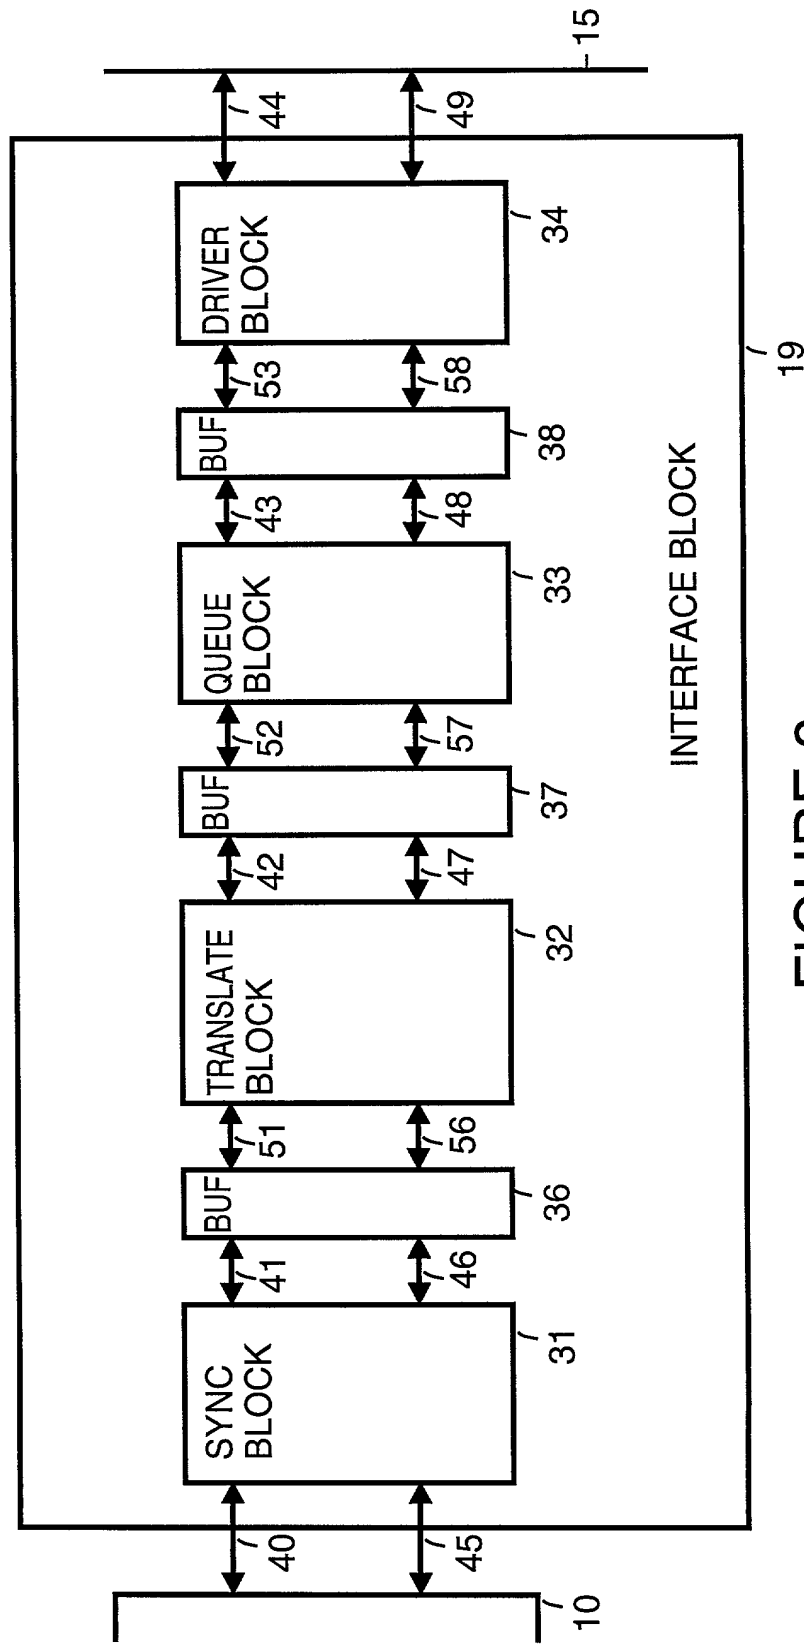 SYNC
BLOCK
BUF
TRANSLATE
BLOCK
BUF
QUEUE
BLOCK
BUF
DRIVER
BLOCK
40
41
51
42
52
43
53
44
45
46
56
47
57
48
58
49
31
36
32
37
33
38
34
10
15
INTERFACE BLOCK
19
FIGURE